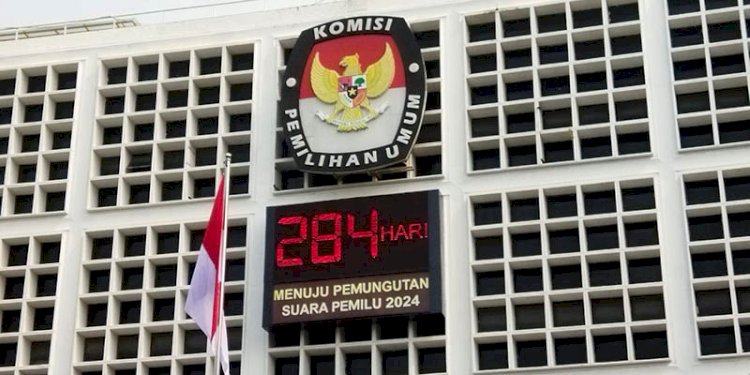 KOMISI
PEMILIHAN UMUM
284 HARI
MENUJU PEMUNGUTAN
SUARA PEMILU 2024